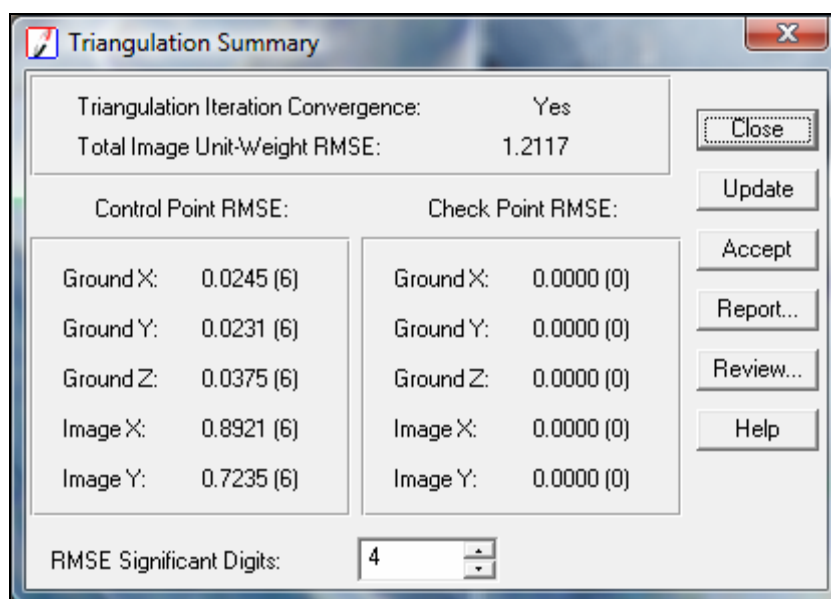 Triangulation Summary
Triangulation Iteration Convergence: Yes
Total Image Unit-Weight RMSE: 1.2117
Control Point RMSE:
Ground X: 0.0245 (6)
Ground Y: 0.0231 (6)
Ground Z: 0.0375 (6)
Image X: 0.8921 (6)
Image Y: 0.7235 (6)
Check Point RMSE:
Ground X: 0.0000 (0)
Ground Y: 0.0000 (0)
Ground Z: 0.0000 (0)
Image X: 0.0000 (0)
Image Y: 0.0000 (0)
RMSE Significant Digits: 4
Close
Update
Accept
Report...
Review...
Help